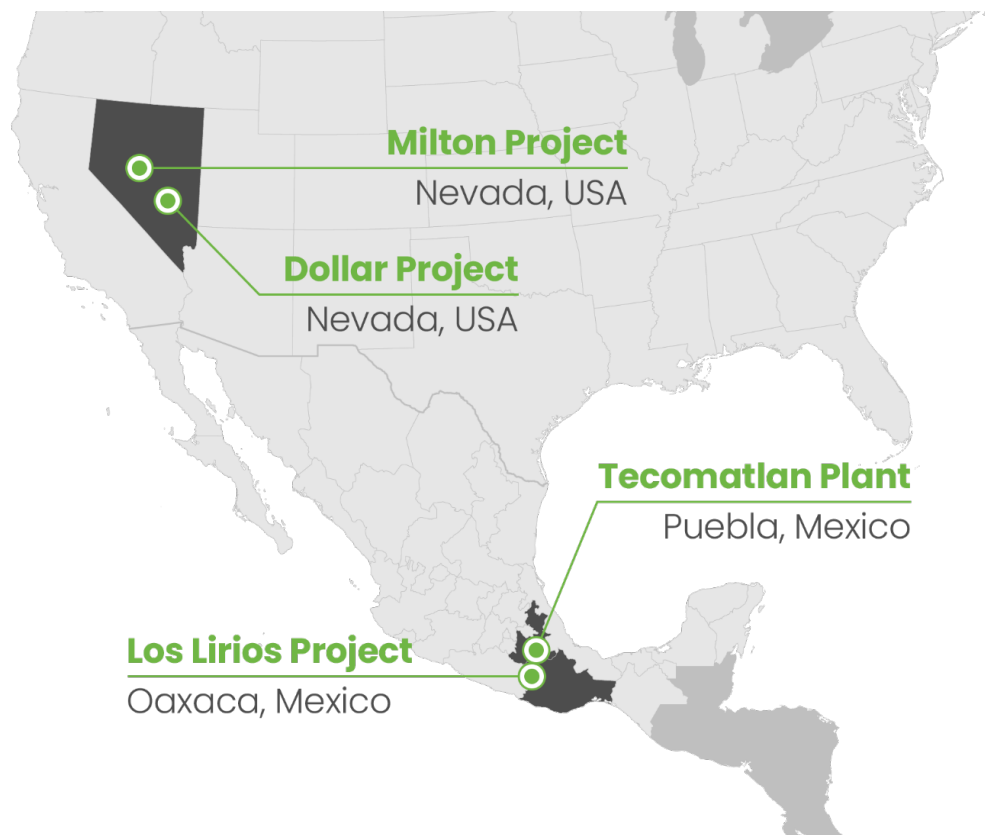 Milton Project
Nevada, USA
Dollar Project
Nevada, USA
Tecomatlan Plant
Puebla, Mexico
Los Lirios Project
Oaxaca, Mexico